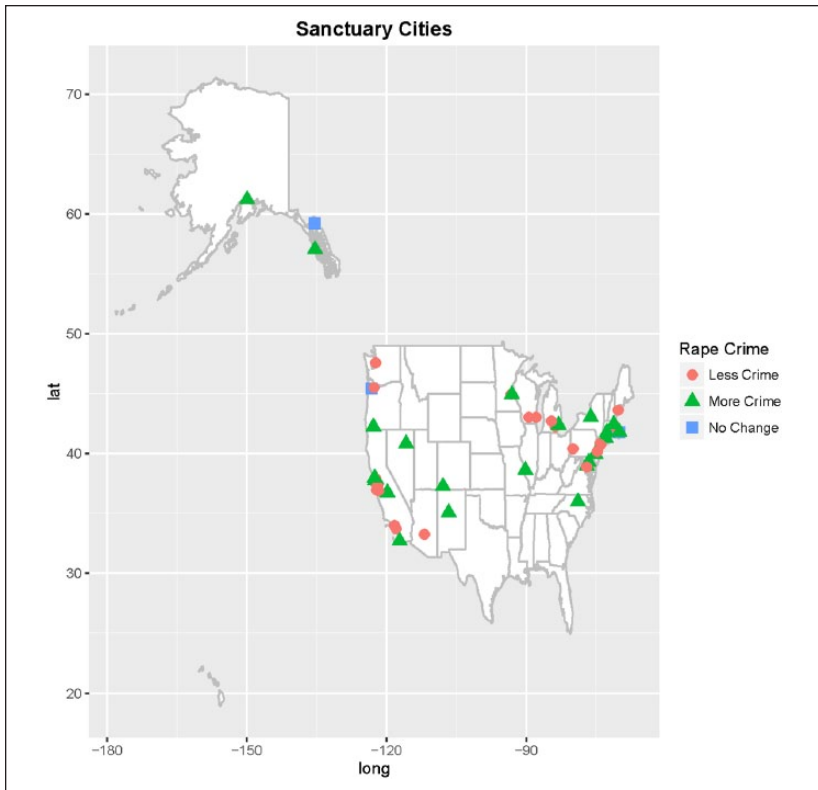 Sanctuary Cities
70
60
50
40
30
20
lat
−180
−150
−120
−90
long
Rape Crime
Less Crime
More Crime
No Change